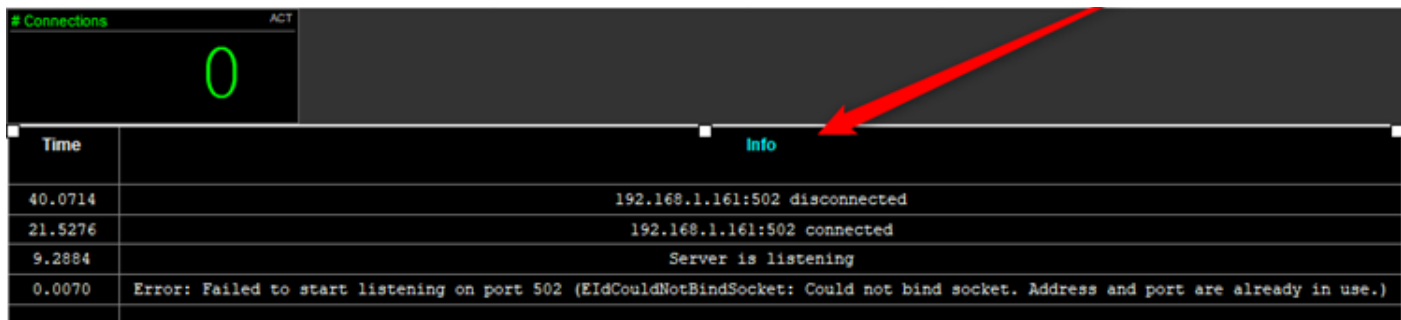 # Connections ACT
0
Time Info
40.0714 192.168.1.161:502 disconnected
21.5276 192.168.1.161:502 connected
9.2884 Server is listening
0.0070 Error: Failed to start listening on port 502 (EIdCouldNotBindSocket: Could not bind socket. Address and port are already in use.)